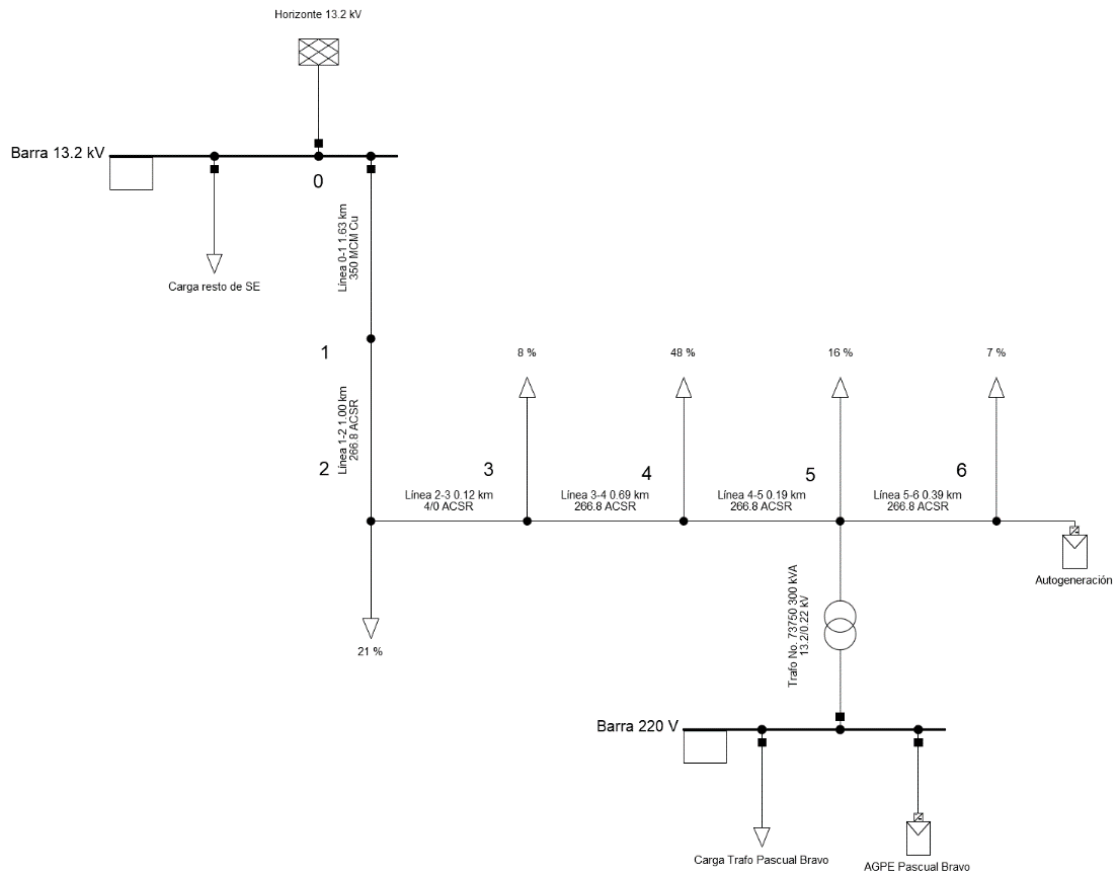 Horizonte 13.2 kV
Barra 13.2 kV
0
Línea 0-1 1.63 km
350 MCM Cu
Carga resto de SE
1
8 %
48 %
16 %
7 %
Línea 1-2 1.00 km
266.8 ACSR
2
3
4
5
6
Línea 2-3 0.12 km
4/0 ACSR
Línea 3-4 0.69 km
266.8 ACSR
Línea 4-5 0.19 km
266.8 ACSR
Línea 5-6 0.39 km
266.8 ACSR
Autogeneración
21 %
Trafo No. 73750 300 kVA
13.2/0.22 kV
Barra 220 V
Carga Trafo Pascual Bravo
AGPE Pascual Bravo